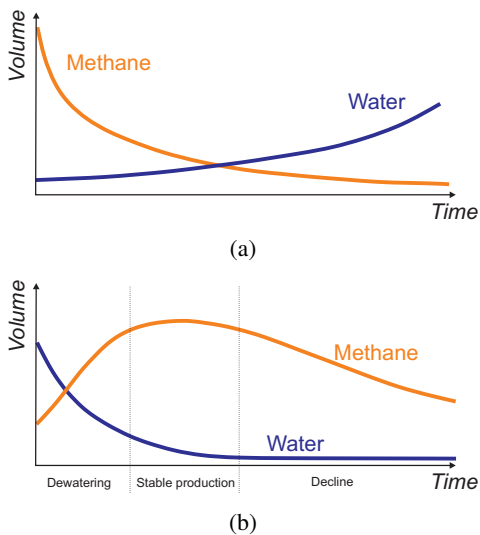 Volume
Methane
Water
Time
(a)
Volume
Methane
Water
Time
Dewatering
Stable production
Decline
(b)